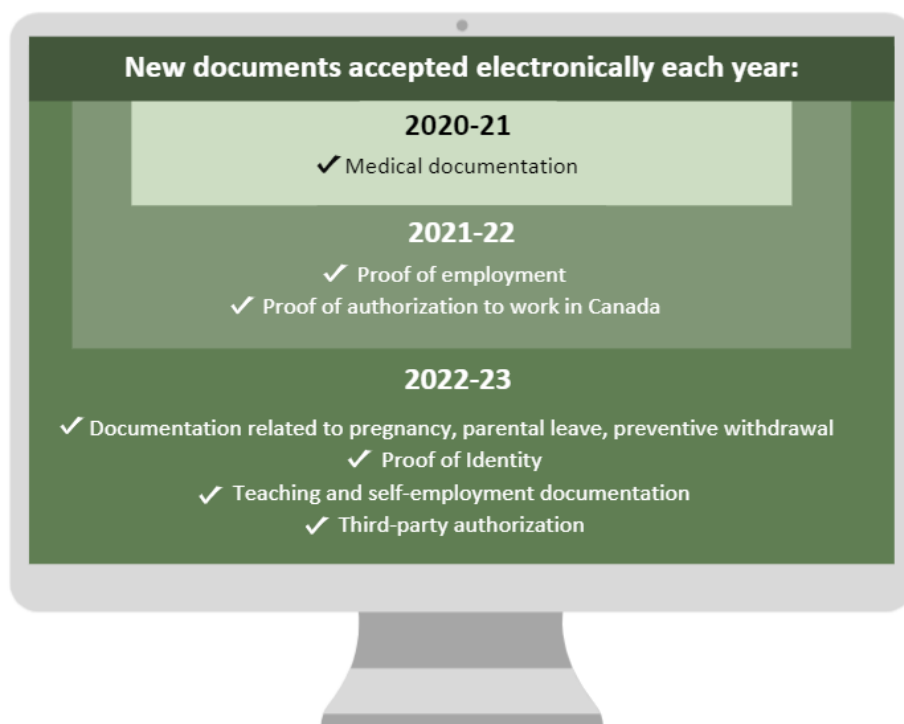 New documents accepted electronically each year:
2020-21
✓ Medical documentation
2021-22
✓ Proof of employment
✓ Proof of authorization to work in Canada
2022-23
✓ Documentation related to pregnancy, parental leave, preventive withdrawal
✓ Proof of Identity
✓ Teaching and self-employment documentation
✓ Third-party authorization